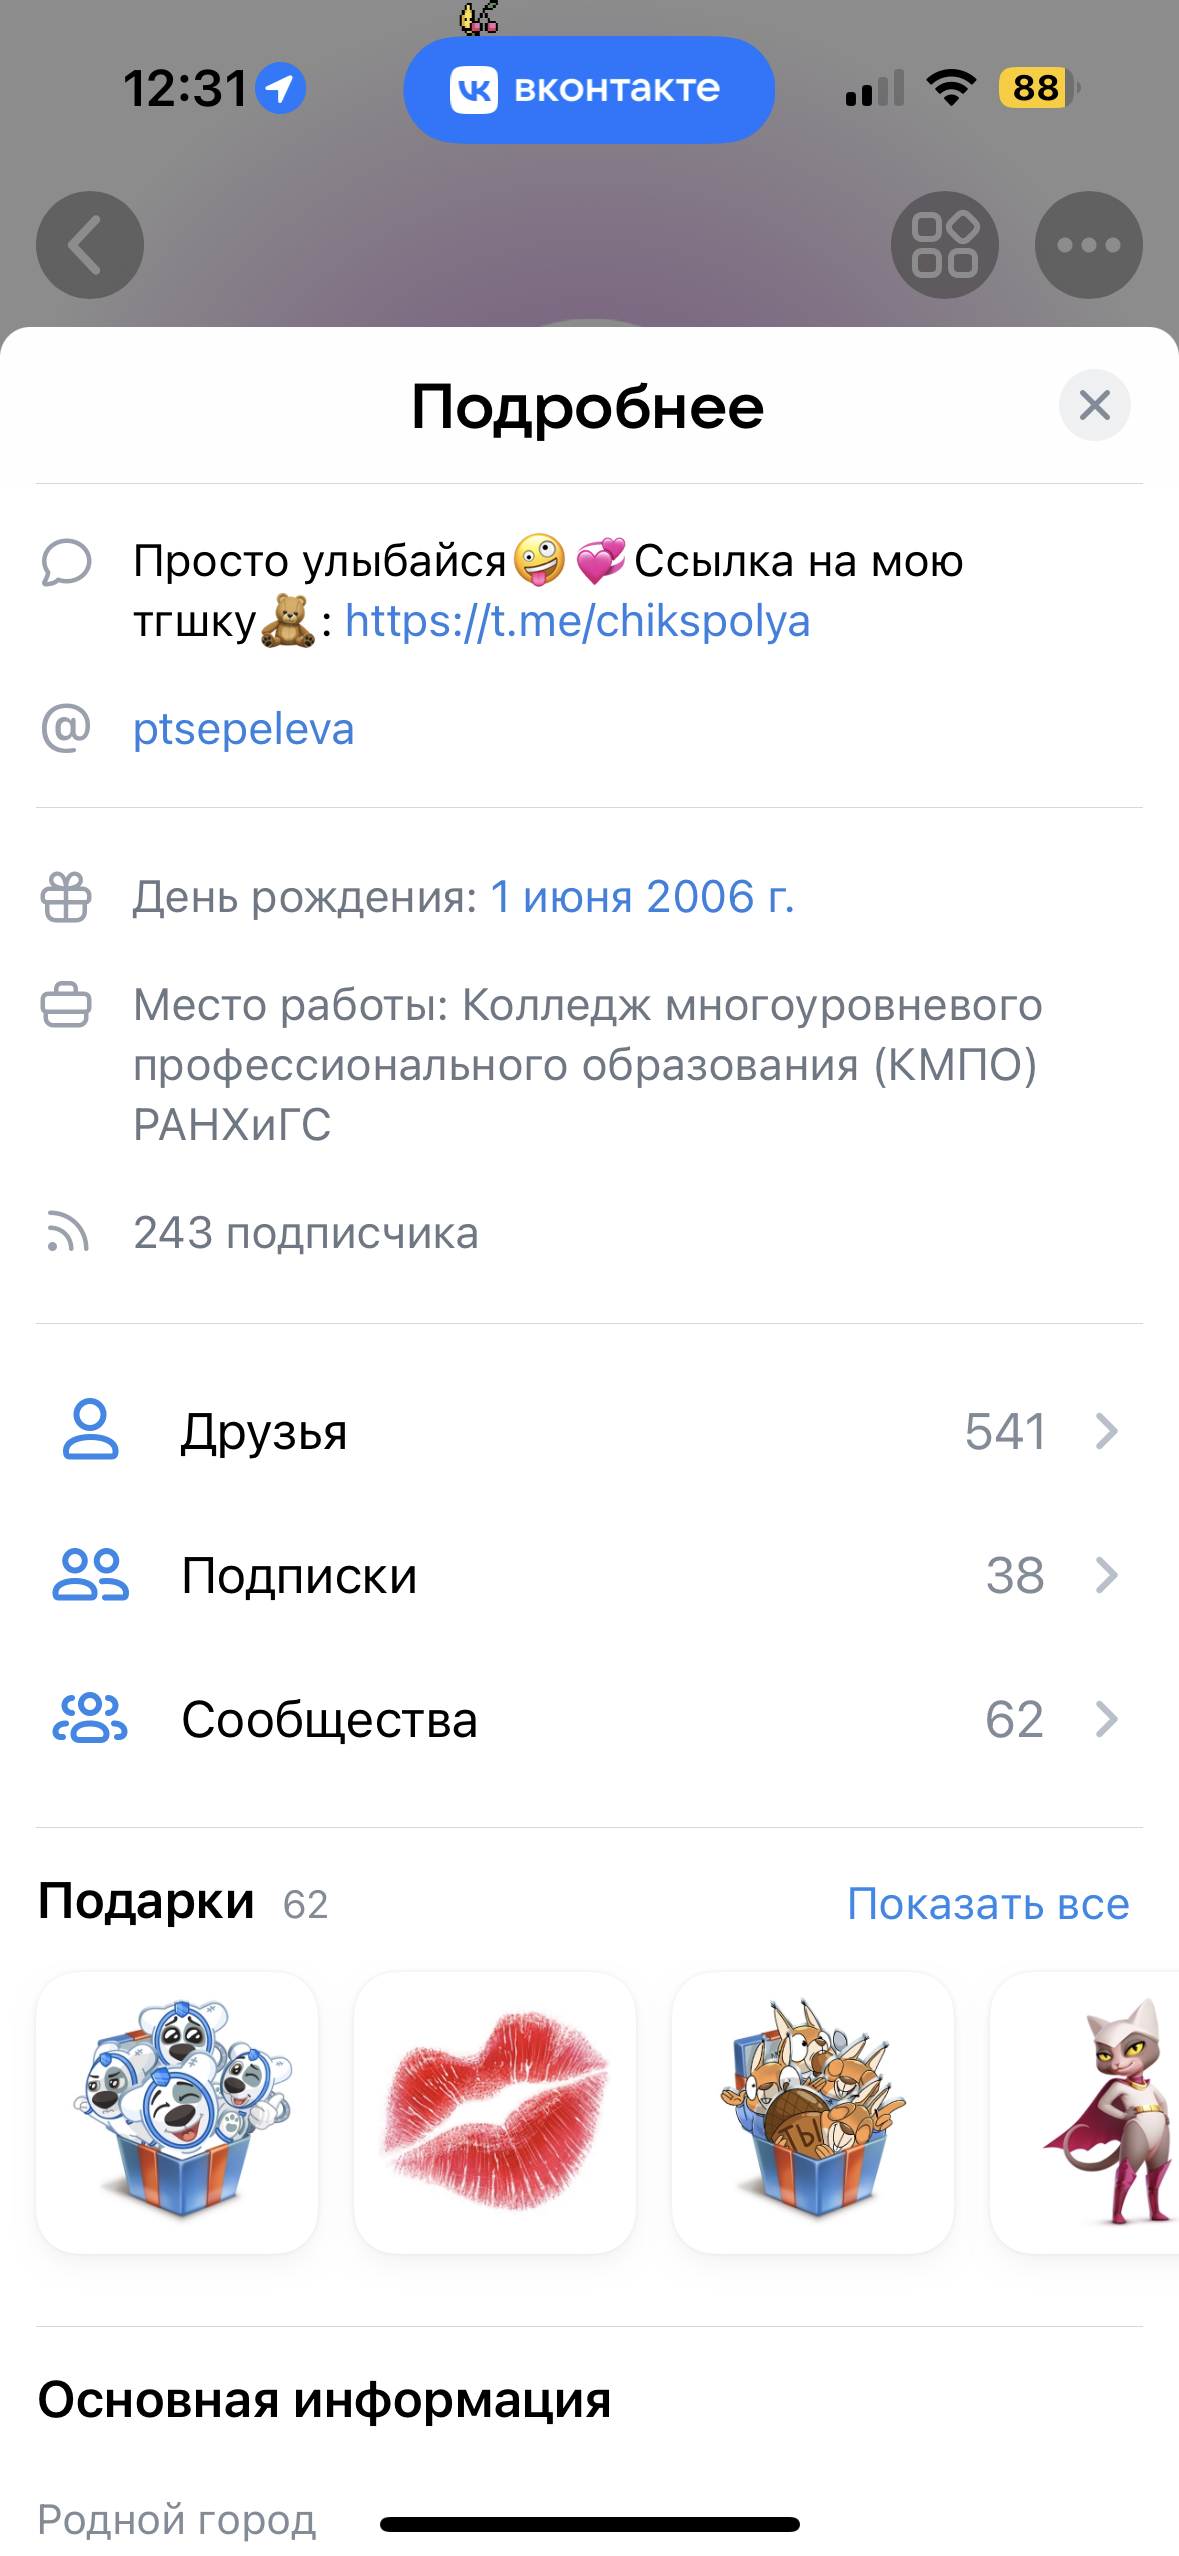 12:31
вконтакте
88
Подробнее
Просто улыбайся🤪💞Ссылка на мою
тгшку🧸: https://t.me/chikspolya
ptsepeleva
День рождения: 1 июня 2006 г.
Место работы: Колледж многоуровневого
профессионального образования (КМПО)
РАНХиГС
243 подписчика
Друзья 541
Подписки 38
Сообщества 62
Подарки 62 Показать все
ТЫ
Основная информация
Родной город